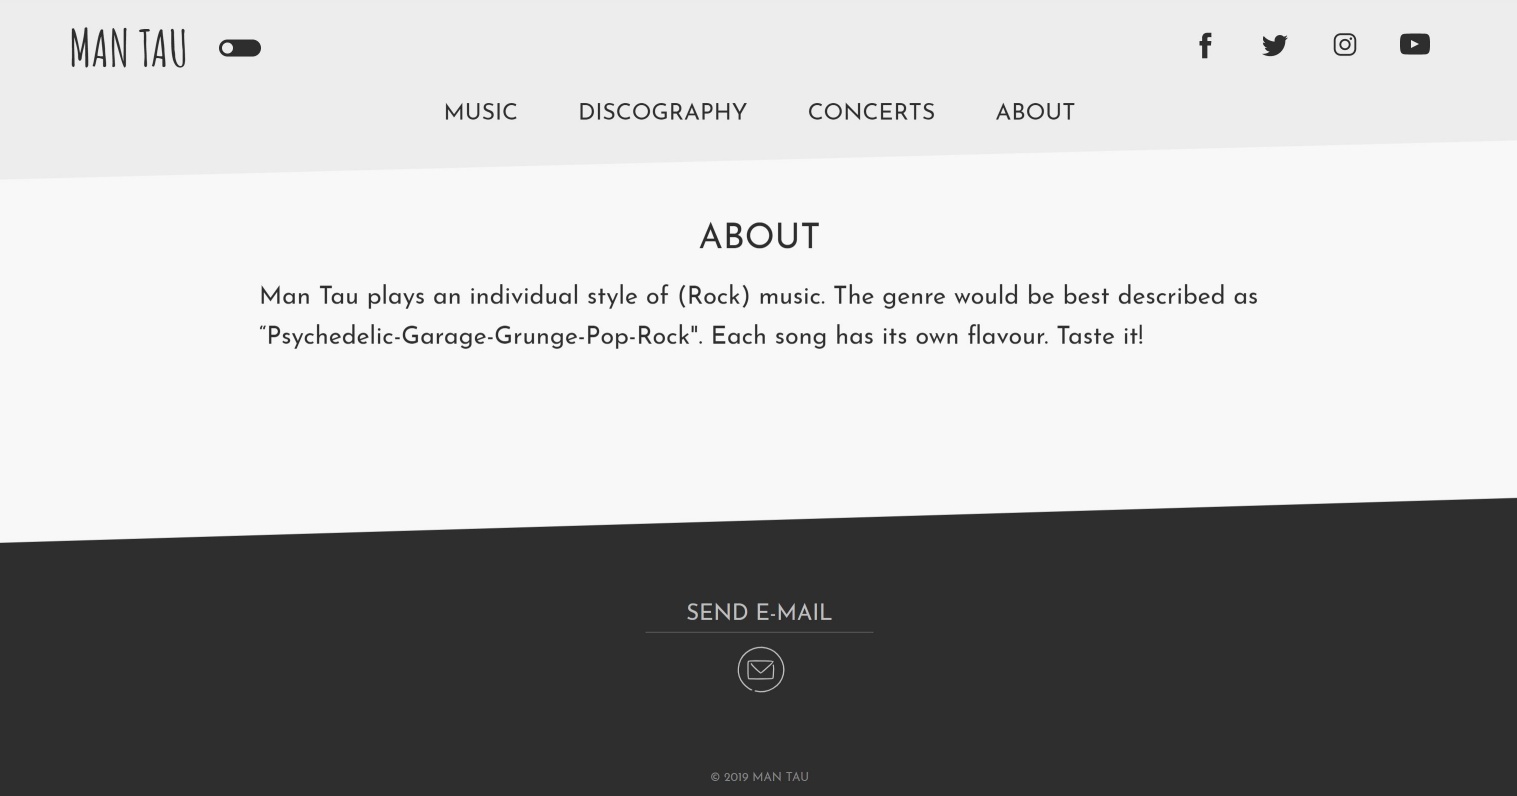 MAN TAU
MUSIC DISCOGRAPHY CONCERTS ABOUT
ABOUT
Man Tau plays an individual style of (Rock) music. The genre would be best described as
“Psychedelic-Garage-Grunge-Pop-Rock". Each song has its own flavour. Taste it!
SEND E-MAIL
© 2019 MAN TAU